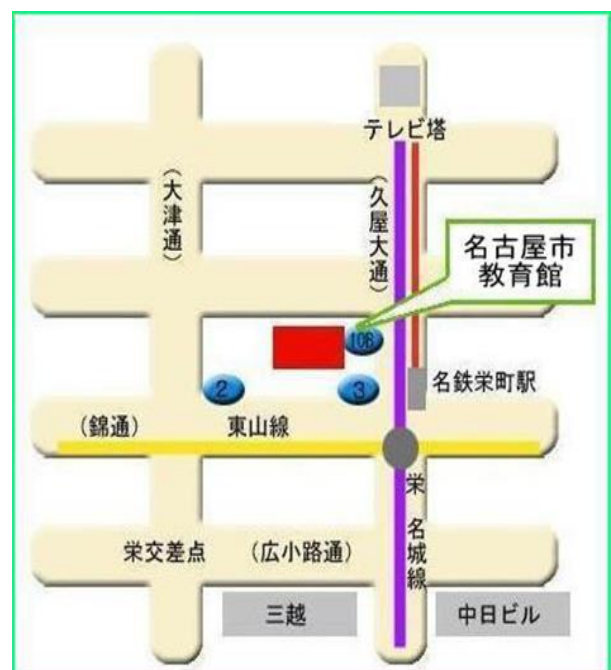 テレビ塔
（大津通）
（久屋大通）
名古屋市
教育館
10B
2
3
名鉄栄町駅
（錦通）
東山線
栄
名城線
栄交差点
（広小路通）
三越
中日ビル